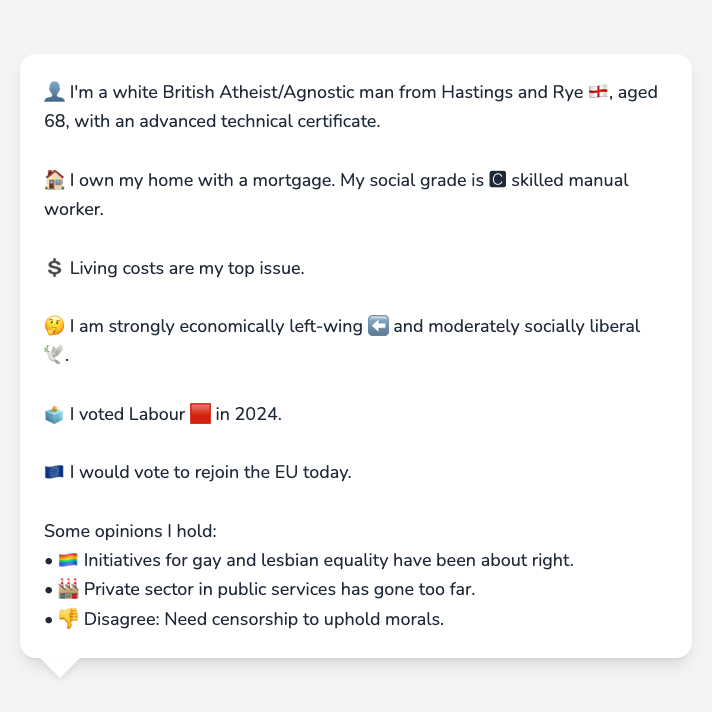 👤 I'm a white British Atheist/Agnostic man from Hastings and Rye 🏴󠁧󠁢󠁥󠁮󠁧󠁿, aged
68, with an advanced technical certificate.
🏠 I own my home with a mortgage. My social grade is 🅲 skilled manual
worker.
💲 Living costs are my top issue.
🤔 I am strongly economically left-wing ⬅️ and moderately socially liberal
🕊️.
🗳️ I voted Labour 🟥 in 2024.
🇪🇺 I would vote to rejoin the EU today.
Some opinions I hold:
• 🏳️‍🌈 Initiatives for gay and lesbian equality have been about right.
• 🏭 Private sector in public services has gone too far.
• 👎 Disagree: Need censorship to uphold morals.